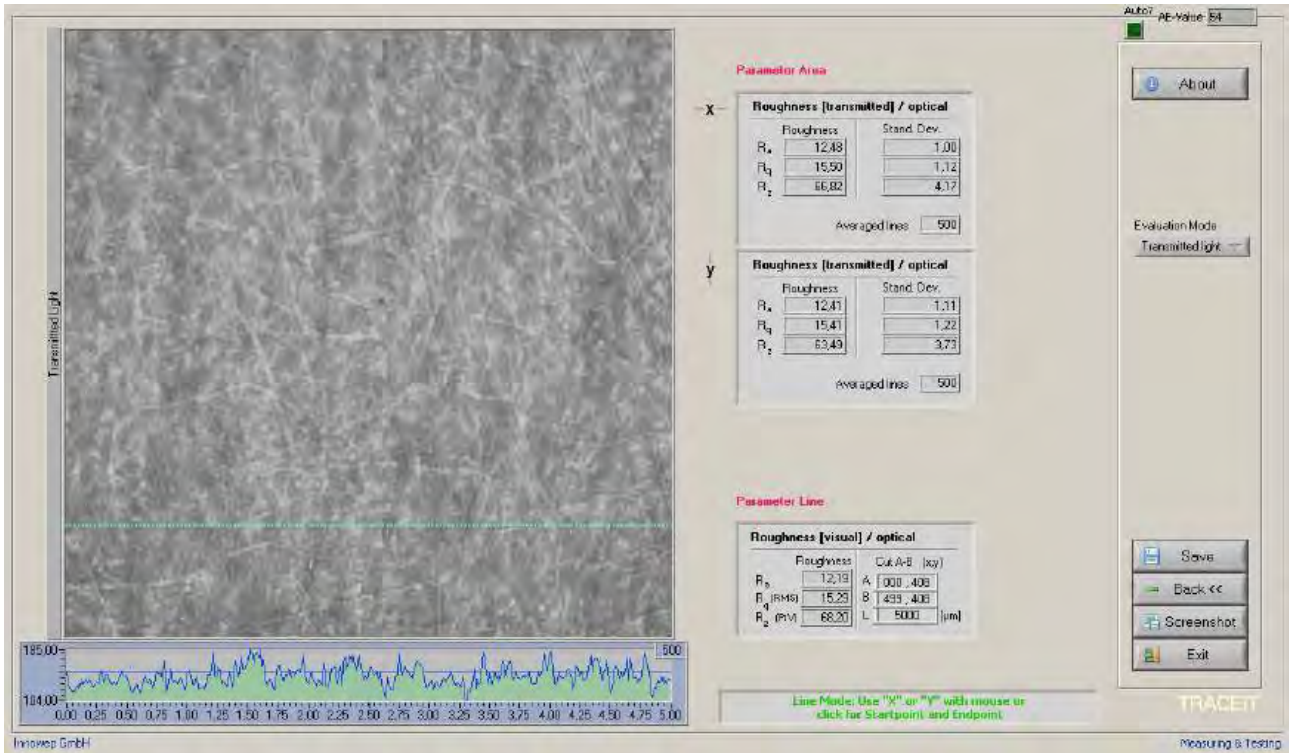 Auto?
AE-Value 54
About
Parameter Area
x
Roughness [transmitted] / optical
Roughness Stand. Dev.
Ra 12,48 1,00
Rq 15,50 1,12
Rz 66,82 4,17
Averaged lines 500
y
Roughness [transmitted] / optical
Roughness Stand. Dev.
Ra 12,41 1,11
Rq 15,41 1,22
Rz 63,49 3,73
Averaged lines 500
Evaluation Mode
Transmitted light
Transmitted Light
Parameter Line
Roughness [visual] / optical
Roughness Cut A-B (x,y)
Ra 12,19 A 000 , 408
Rq (RMS) 15,29 B 499 , 408
Rz (P/V) 68,20 L 5000 [µm]
Save
Back <<
Screenshot
Exit
185,00
500
104,00
0.00 0.25 0.50 0.75 1.00 1.25 1.50 1.75 2.00 2.25 2.50 2.75 3.00 3.25 3.50 3.75 4.00 4.25 4.50 4.75 5.00
Line Mode: Use "X" or "Y" with mouse or
click for Startpoint and Endpoint
TRACEiT
Innowep GmbH
Measuring & Testing